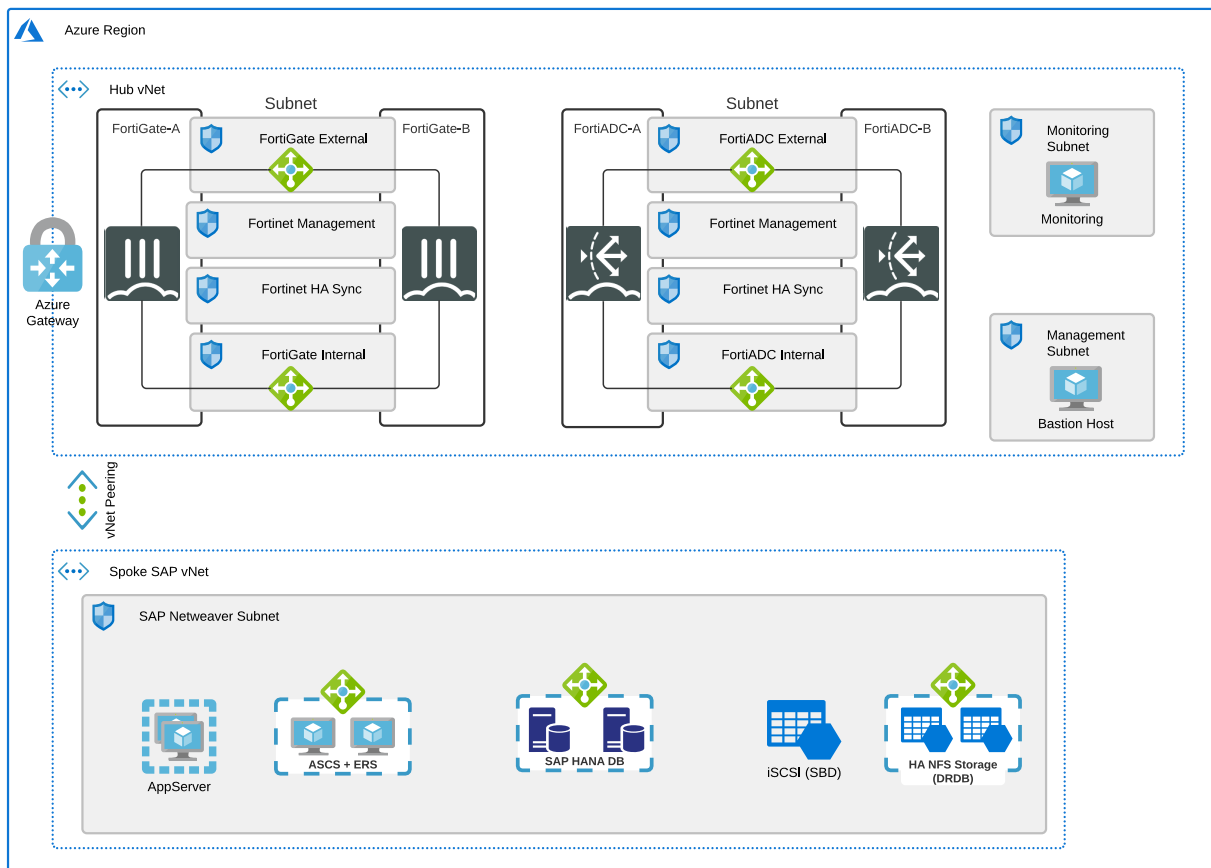 Azure Region
Hub vNet
Subnet
Subnet
FortiGate-A
FortiGate External
FortiGate-B
FortiADC-A
FortiADC External
FortiADC-B
Monitoring
Subnet
Monitoring
Fortinet Management
Fortinet Management
Fortinet HA Sync
Fortinet HA Sync
Azure
Gateway
FortiGate Internal
FortiADC Internal
Management
Subnet
Bastion Host
vNet Peering
Spoke SAP vNet
SAP Netweaver Subnet
AppServer
ASCS + ERS
SAP HANA DB
iSCSI (SBD)
HA NFS Storage
(DRDB)